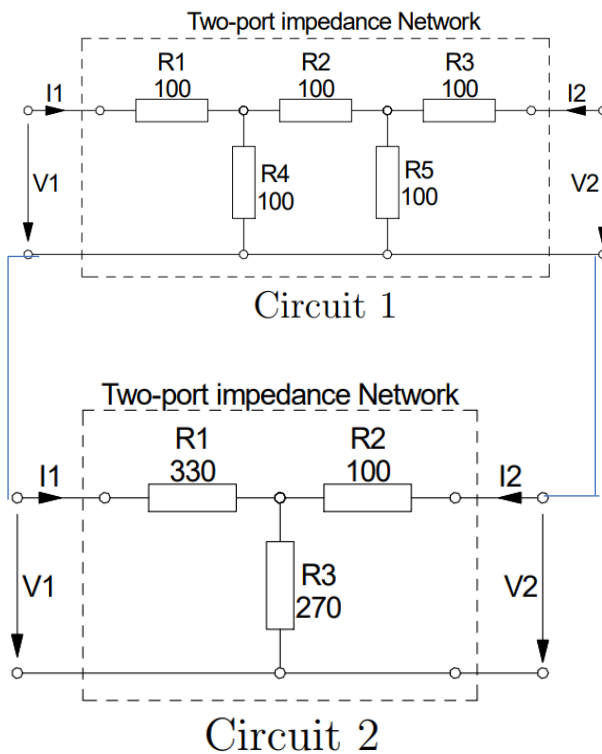 Two-port impedance Network
R1 R2 R3
I1 100 100 100 I2
V1 R4 100 R5 100 V2
Circuit 1
Two-port impedance Network
R1 R2
I1 330 100 I2
V1 R3 270 V2
Circuit 2